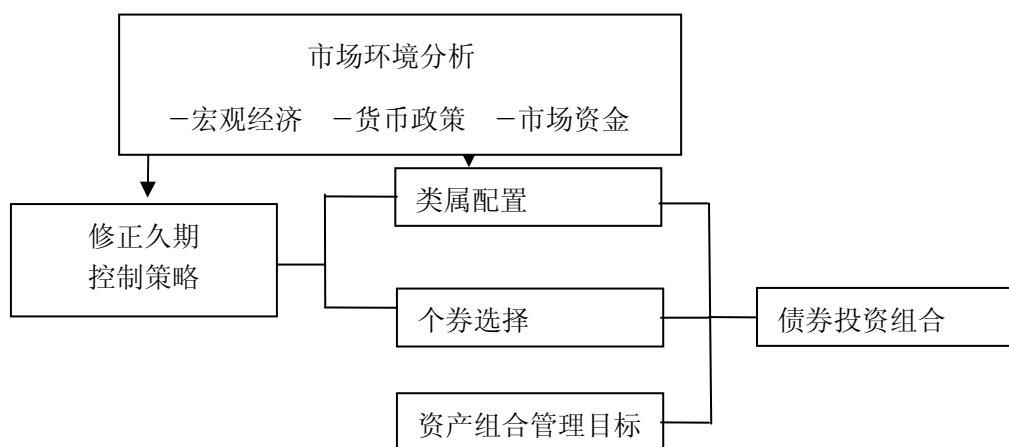 市场环境分析
－宏观经济　－货币政策　－市场资金
修正久期
控制策略
类属配置
个券选择
债券投资组合
资产组合管理目标